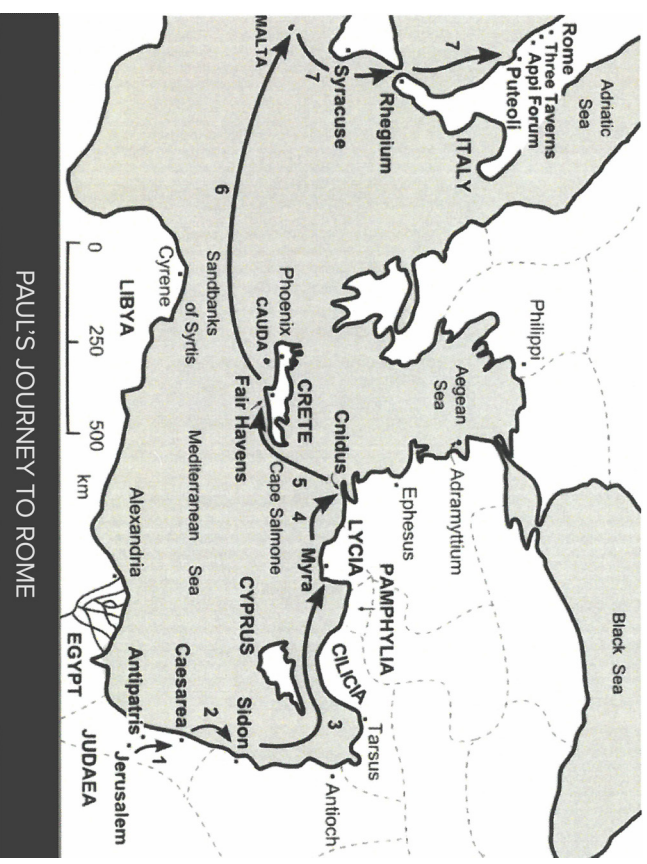 PAUL'S JOURNEY TO ROME
Adriatic
Sea
Rome
Three Taverns
Appi Forum
Puteoli
ITALY
7
Rhegium
Syracuse
7
MALTA
6
Philippi
Aegean
Sea
Adramyttium
Ephesus
Black Sea
Phoenix
CAUDA
CRETE
Fair Havens
Cnidus
5
Cape Salmone
4
LYCIA
Myra
PAMPHYLIA
CILICIA
3
Tarsus
Antioch
CYPRUS
Sidon
2
Caesarea
Antipatris
1
Jerusalem
JUDAEA
Sandbanks
of Syrtis
Mediterranean
Sea
Cyrene
LIBYA
Alexandria
EGYPT
0 250 500 km